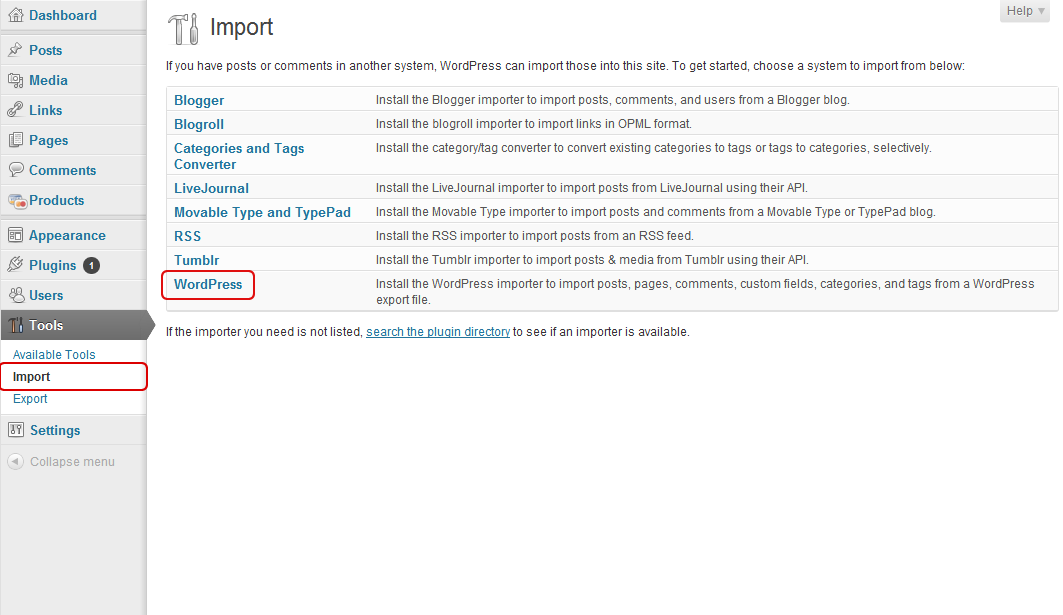 Dashboard
Posts
Media
Links
Pages
Comments
Products
Appearance
Plugins 1
Users
Tools
Available Tools
Import
Export
Settings
Collapse menu
Help
Import
If you have posts or comments in another system, WordPress can import those into this site. To get started, choose a system to import from below:
Blogger Install the Blogger importer to import posts, comments, and users from a Blogger blog.
Blogroll Install the blogroll importer to import links in OPML format.
Categories and Tags Install the category/tag converter to convert existing categories to tags or tags to categories, selectively.
Converter
LiveJournal Install the LiveJournal importer to import posts from LiveJournal using their API.
Movable Type and TypePad Install the Movable Type importer to import posts and comments from a Movable Type or TypePad blog.
RSS Install the RSS importer to import posts from an RSS feed.
Tumblr Install the Tumblr importer to import posts & media from Tumblr using their API.
WordPress Install the WordPress importer to import posts, pages, comments, custom fields, categories, and tags from a WordPress
export file.
If the importer you need is not listed, search the plugin directory to see if an importer is available.